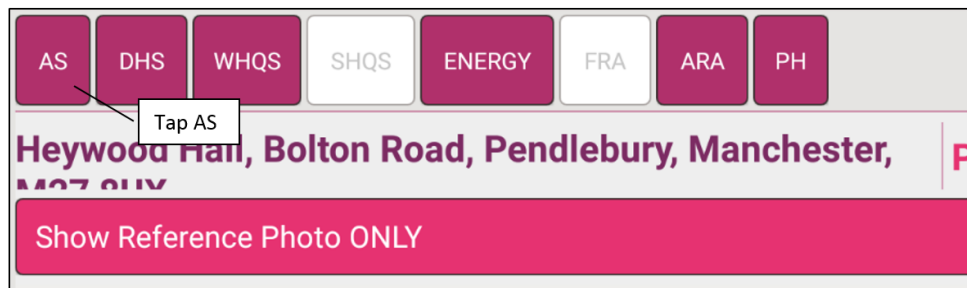 AS DHS WHQS SHQS ENERGY FRA ARA PH
Tap AS
Heywood Hall, Bolton Road, Pendlebury, Manchester,
Show Reference Photo ONLY